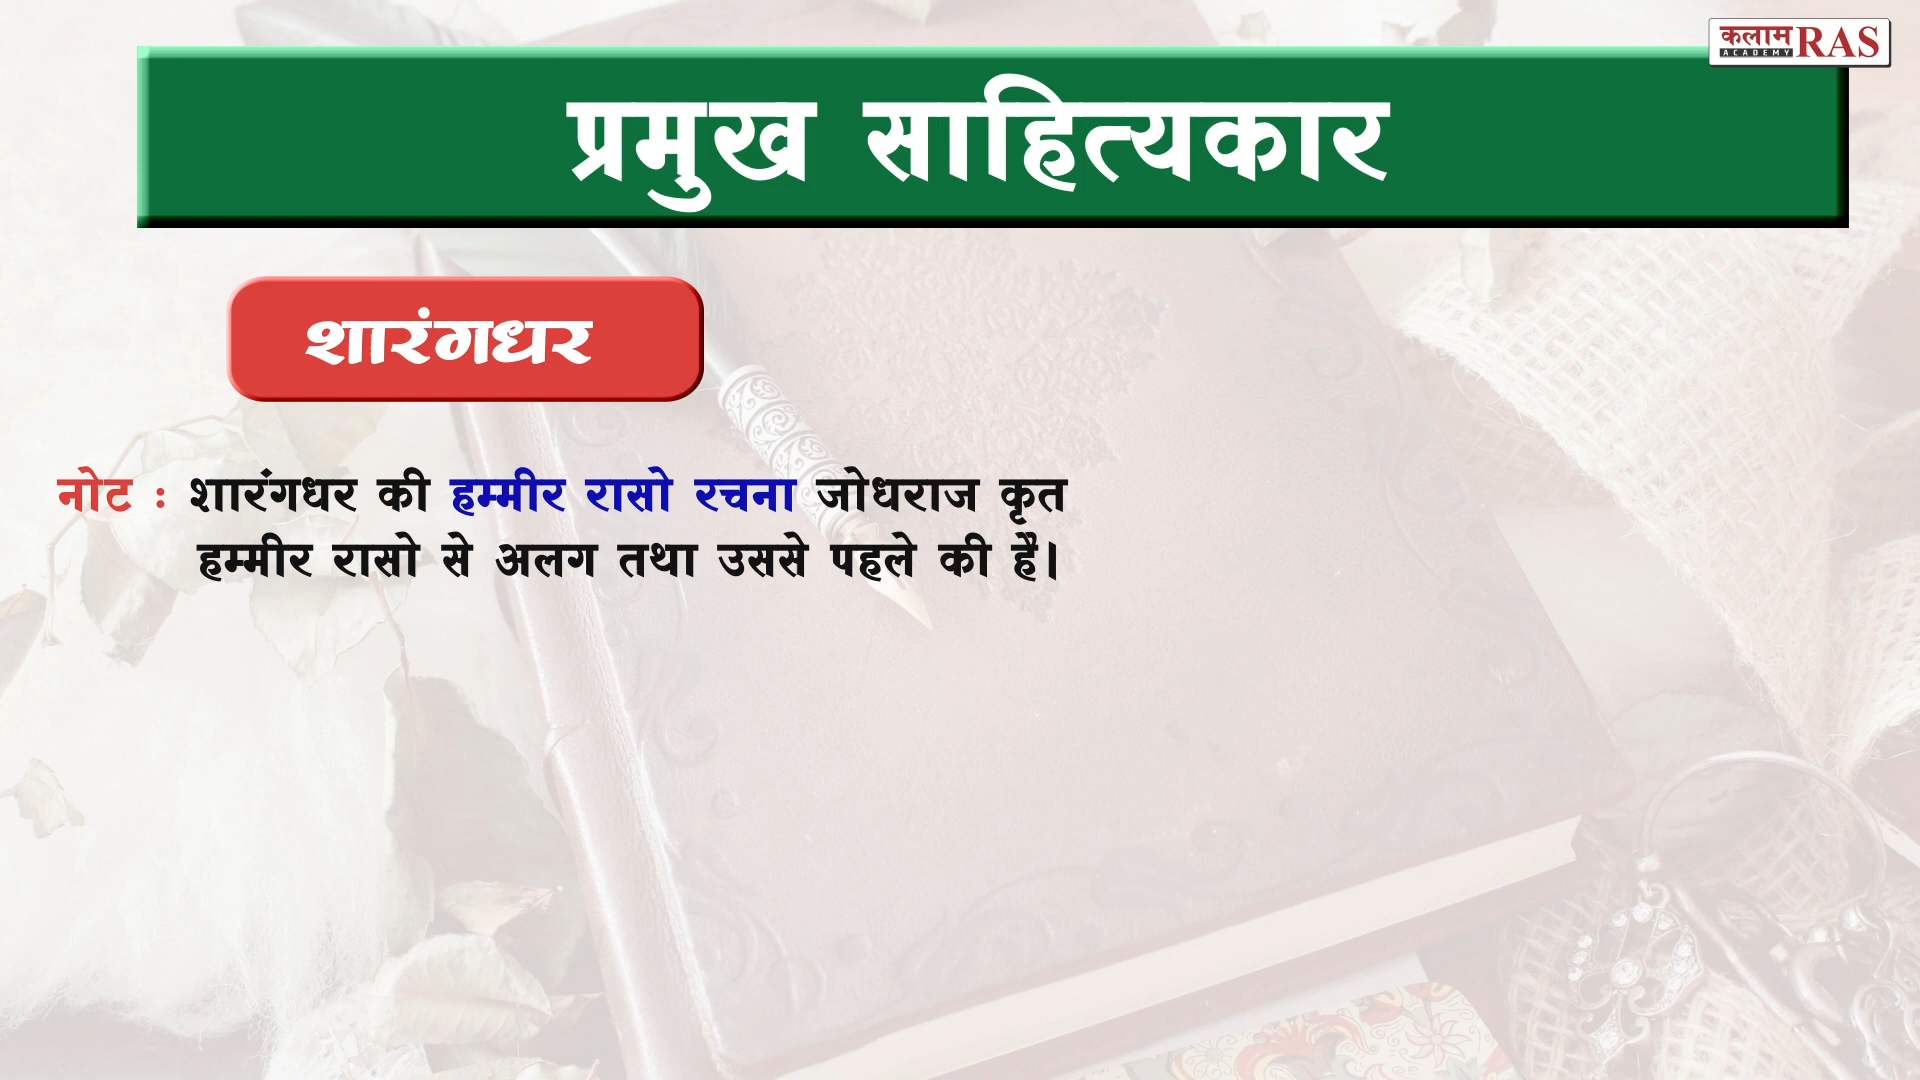 कलाम RAS
ACADEMY
प्रमुख साहित्यकार
शारंगधर
नोट : शारंगधर की हम्मीर रासो रचना जोधराज कृत
हम्मीर रासो से अलग तथा उससे पहले की है।